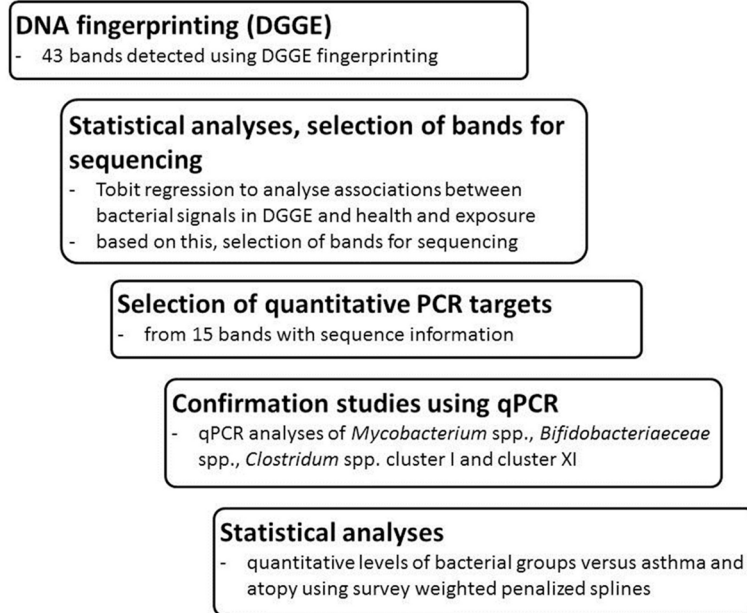 DNA fingerprinting (DGGE)
- 43 bands detected using DGGE fingerprinting
Statistical analyses, selection of bands for
sequencing
- Tobit regression to analyse associations between
bacterial signals in DGGE and health and exposure
- based on this, selection of bands for sequencing
Selection of quantitative PCR targets
- from 15 bands with sequence information
Confirmation studies using qPCR
- qPCR analyses of Mycobacterium spp., Bifidobacteriaeceae
spp., Clostridum spp. cluster I and cluster XI
Statistical analyses
- quantitative levels of bacterial groups versus asthma and
atopy using survey weighted penalized splines